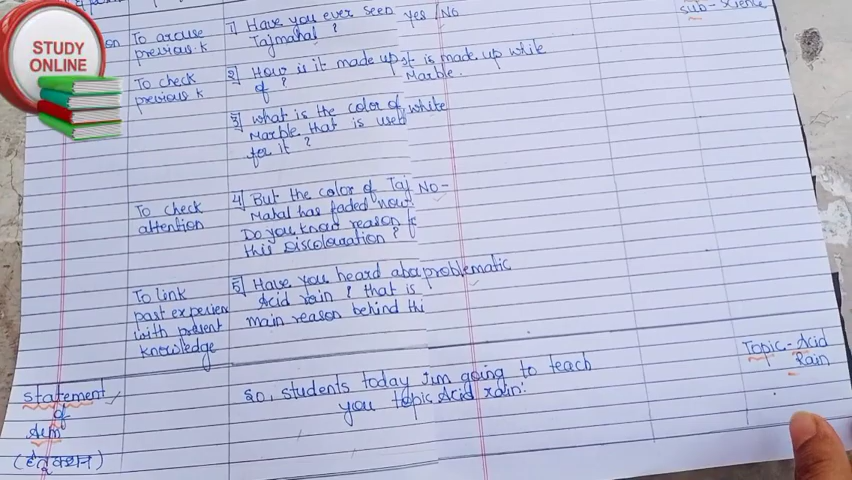 STUDY
ONLINE
To arouse
previous.k
1) Have you ever seen
Tajmahal ?
yes / No
sub - Science
To check
previous k
2) How is it made up
of ?
It is made up white
Marble.
3) what is the color of
Marble that is used
for it ?
white
To check
attention
4) But the color of Taj
Mahal has faded now
Do you know reason
this Discolouration ?
No -
To link
past experien
with present
knowledge
5) Have you heard abo
Acid rain ? that is
main reason behind thi
problematic
Topic - Acid
Rain
statement
of
Aim
(हेतूकथन)
So, students today I'm going to teach
you topic Acid rain'